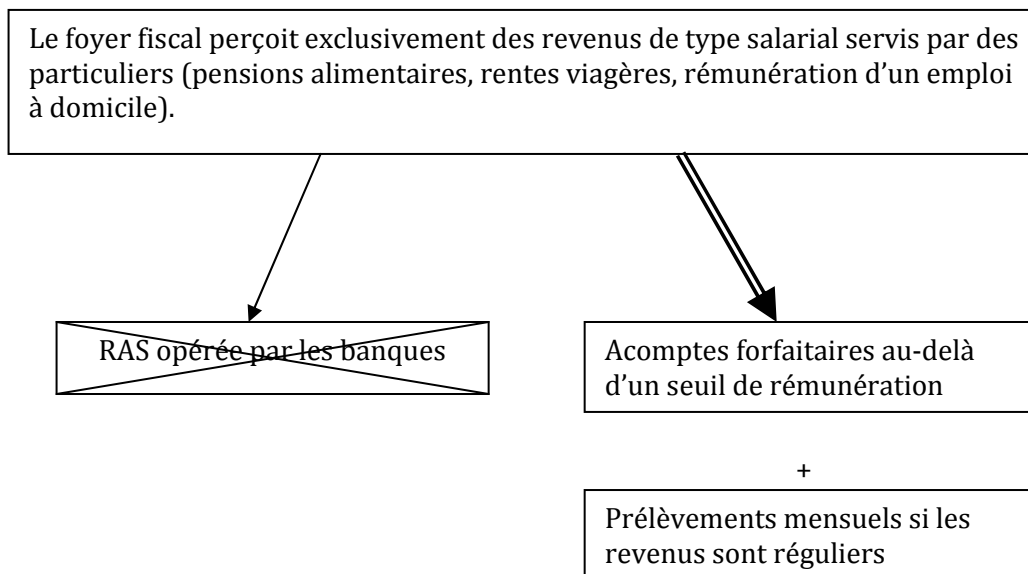 Le foyer fiscal perçoit exclusivement des revenus de type salarial servis par des
particuliers (pensions alimentaires, rentes viagères, rémunération d’un emploi
à domicile).
RAS opérée par les banques
Acomptes forfaitaires au-delà
d’un seuil de rémunération
+
Prélèvements mensuels si les
revenus sont réguliers